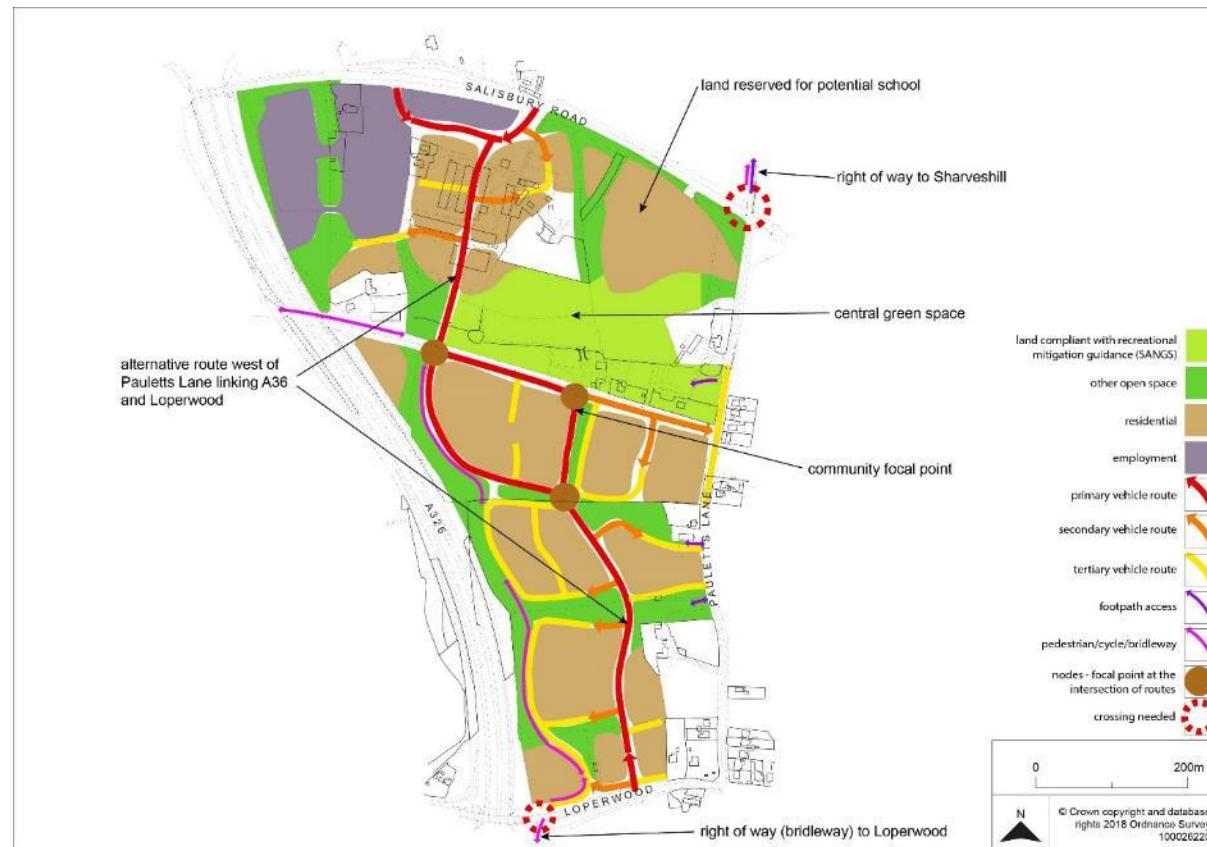 SALISBURY ROAD
land reserved for potential school
right of way to Sharveshill
central green space
alternative route west of
Pauletts Lane linking A36
and Loperwood
community focal point
A326
PAULETTS LANE
LOPERWOOD
right of way (bridleway) to Loperwood
land compliant with recreational
mitigation guidance (SANGS)
other open space
residential
employment
primary vehicle route
secondary vehicle route
tertiary vehicle route
footpath access
pedestrian/cycle/bridleway
nodes - focal point at the
intersection of routes
crossing needed
0 200m
N
© Crown copyright and database
rights 2018 Ordnance Survey
100026220